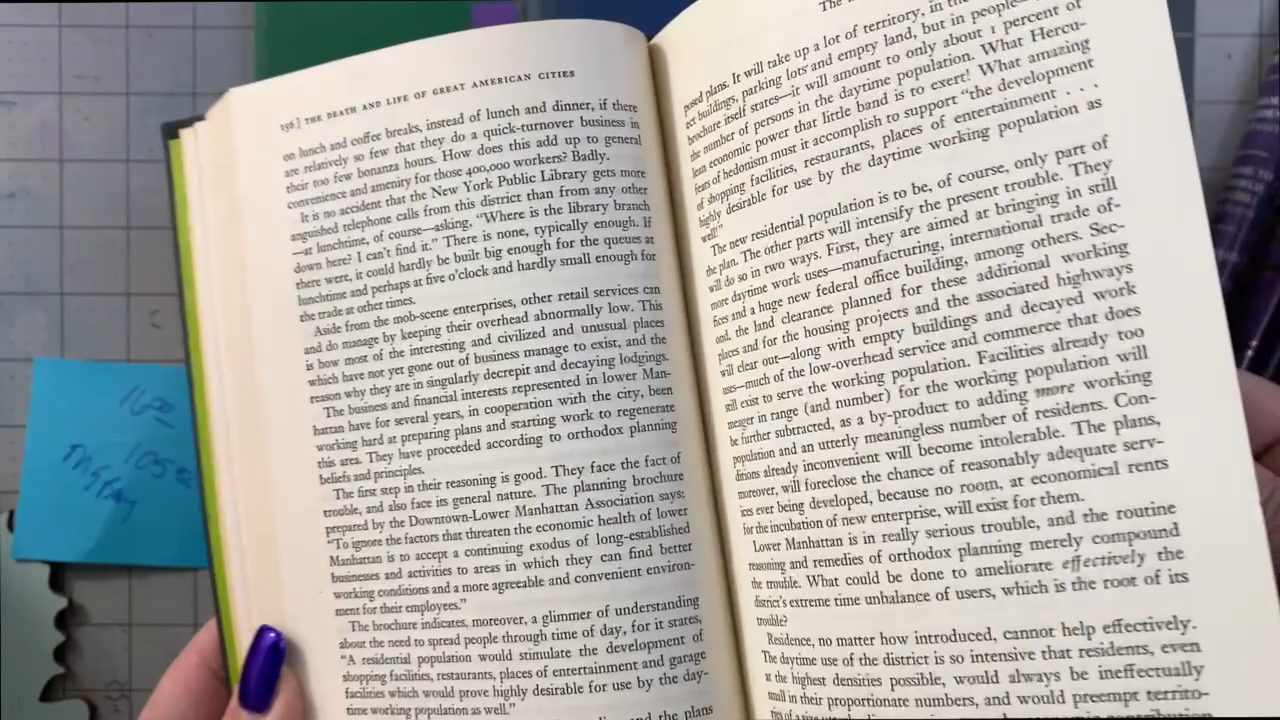 156] THE DEATH AND LIFE OF GREAT AMERICAN CITIES
on lunch and coffee breaks, instead of lunch and dinner, if there
are relatively so few that they do a quick-turnover business in
their too few bonanza hours. How does this add up to general
convenience and amenity for those 400,000 workers? Badly.
It is no accident that the New York Public Library gets more
anguished telephone calls from this district than from any other
—at lunchtime, of course—asking, "Where is the library branch
down here? I can't find it." There is none, typically enough. If
there were, it could hardly be built big enough for the queues at
lunchtime and perhaps at five o'clock and hardly small enough for
the trade at other times.
Aside from the mob-scene enterprises, other retail services can
and do manage by keeping their overhead abnormally low. This
is how most of the interesting and civilized and unusual places
which have not yet gone out of business manage to exist, and the
reason why they are in singularly decrepit and decaying lodgings.
The business and financial interests represented in lower Man-
hattan have for several years, in cooperation with the city, been
working hard at preparing plans and starting work to regenerate
this area. They have proceeded according to orthodox planning
beliefs and principles.
The first step in their reasoning is good. They face the fact of
trouble, and also face its general nature. The planning brochure
prepared by the Downtown-Lower Manhattan Association says:
"To ignore the factors that threaten the economic health of lower
Manhattan is to accept a continuing exodus of long-established
businesses and activities to areas in which they can find better
working conditions and a more agreeable and convenient environ-
ment for their employees."
The brochure indicates, moreover, a glimmer of understanding
about the need to spread people through time of day, for it states,
"A residential population would stimulate the development of
shopping facilities, restaurants, places of entertainment and garage
facilities which would prove highly desirable for use by the day-
time working population as well."
and the plans
The
posed plans. It will take up a lot of territory, in the
ect buildings, parking lots and empty land, but in people—
brochure itself states—it will amount to only about 1 percent of
the number of persons in the daytime population. What Hercu-
lean economic power that little band is to exert! What amazing
fears of hedonism must it accomplish to support "the development
of shopping facilities, restaurants, places of entertainment . . .
highly desirable for use by the daytime working population as
well!"
The new residential population is to be, of course, only part of
the plan. The other parts will intensify the present trouble. They
will do so in two ways. First, they are aimed at bringing in still
more daytime work uses—manufacturing, international trade of-
fices and a huge new federal office building, among others. Sec-
ond, the land clearance planned for these additional working
places and for the housing projects and the associated highways
will clear out—along with empty buildings and decayed work
uses—much of the low-overhead service and commerce that does
still exist to serve the working population. Facilities already too
meager in range (and number) for the working population will
be further subtracted, as a by-product to adding more working
population and an utterly meaningless number of residents. Con-
ditions already inconvenient will become intolerable. The plans,
moreover, will foreclose the chance of reasonably adequate serv-
ices ever being developed, because no room, at economical rents
for the incubation of new enterprise, will exist for them.
Lower Manhattan is in really serious trouble, and the routine
reasoning and remedies of orthodox planning merely compound
the trouble. What could be done to ameliorate effectively the
district's extreme time unbalance of users, which is the root of its
trouble?
Residence, no matter how introduced, cannot help effectively.
The daytime use of the district is so intensive that residents, even
at the highest densities possible, would always be ineffectually
small in their proportionate numbers, and would preempt territo-